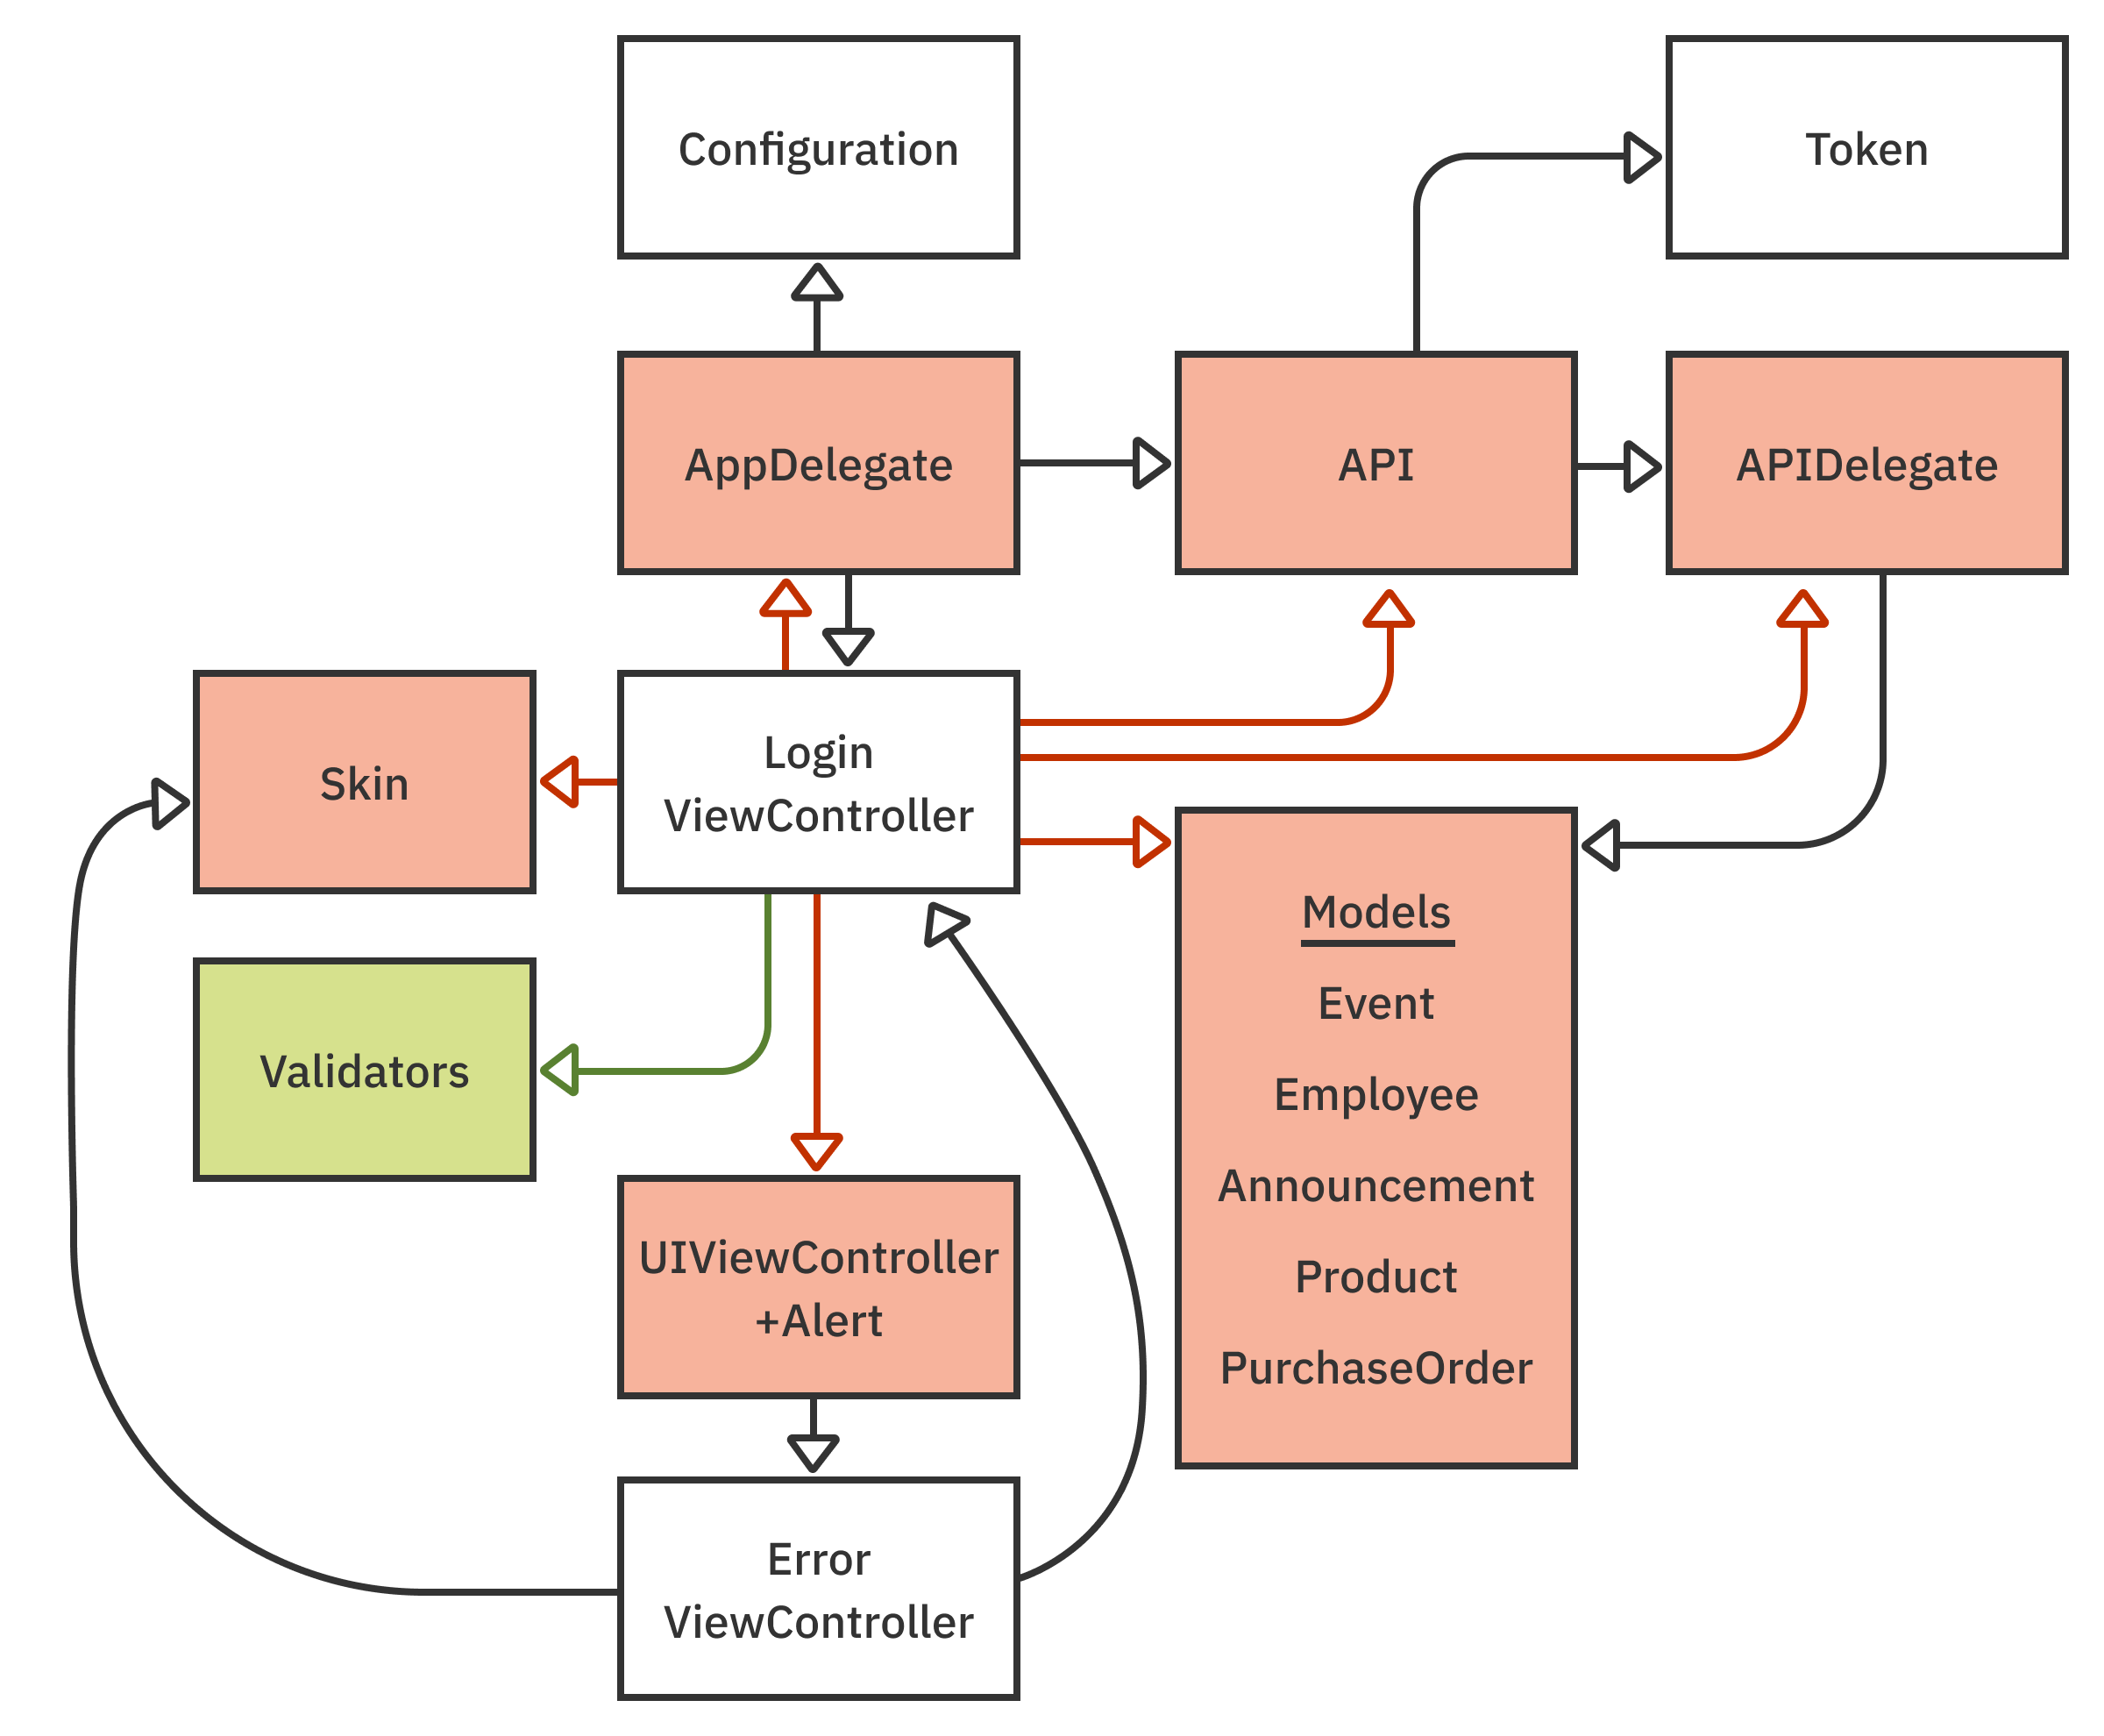 Configuration
Token
AppDelegate
API
APIDelegate
Skin
Login
ViewController
Validators
Models
Event
Employee
Announcement
Product
PurchaseOrder
UIViewController
+Alert
Error
ViewController